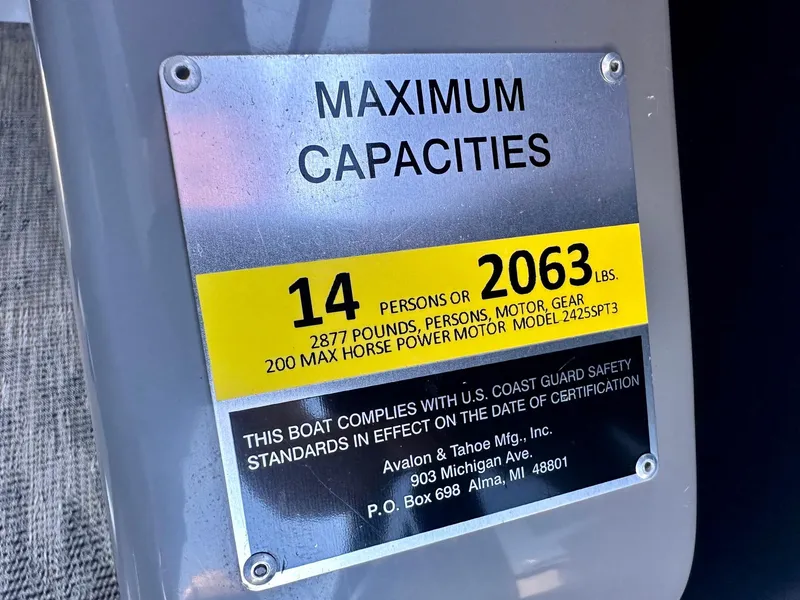 MAXIMUM
CAPACITIES
14 PERSONS OR 2063 LBS.
2877 POUNDS, PERSONS, MOTOR, GEAR
200 MAX HORSE POWER MOTOR MODEL 2425SPT3
THIS BOAT COMPLIES WITH U.S. COAST GUARD SAFETY
STANDARDS IN EFFECT ON THE DATE OF CERTIFICATION
Avalon & Tahoe Mfg., Inc.
903 Michigan Ave.
P.O. Box 698 Alma, MI 48801